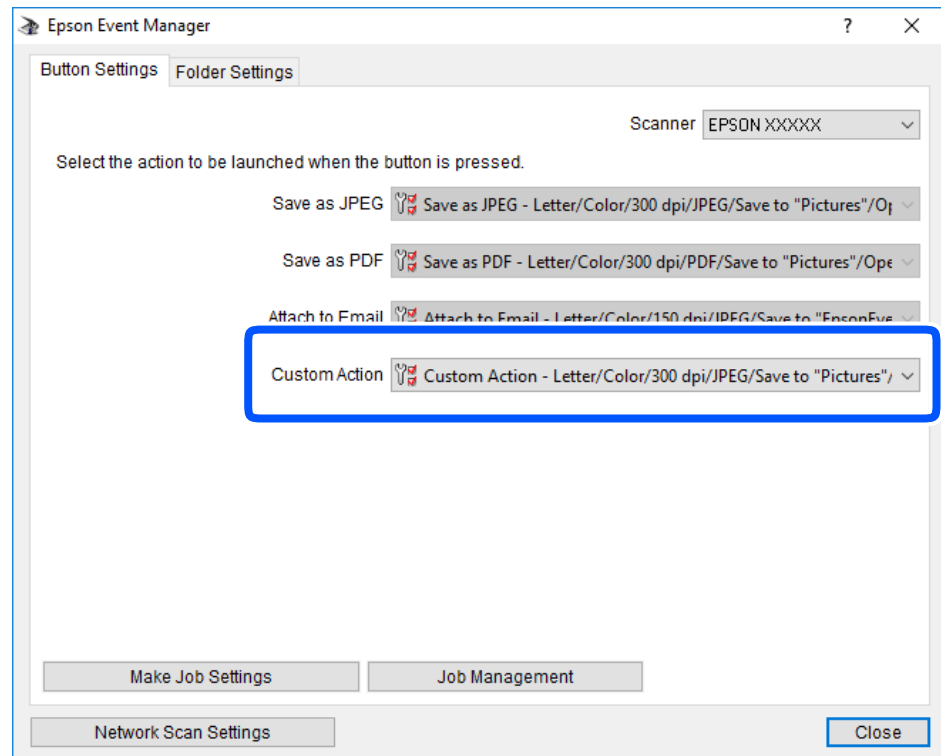 Epson Event Manager
Button Settings Folder Settings
Scanner EPSON XXXXX
Select the action to be launched when the button is pressed.
Save as JPEG Save as JPEG - Letter/Color/300 dpi/JPEG/Save to "Pictures"/Op
Save as PDF Save as PDF - Letter/Color/300 dpi/PDF/Save to "Pictures"/Ope
Attach to Email Attach to Email - Letter/Color/150 dpi/JPEG/Save to "EpsonEve
Custom Action Custom Action - Letter/Color/300 dpi/JPEG/Save to "Pictures"/
Make Job Settings Job Management
Network Scan Settings Close